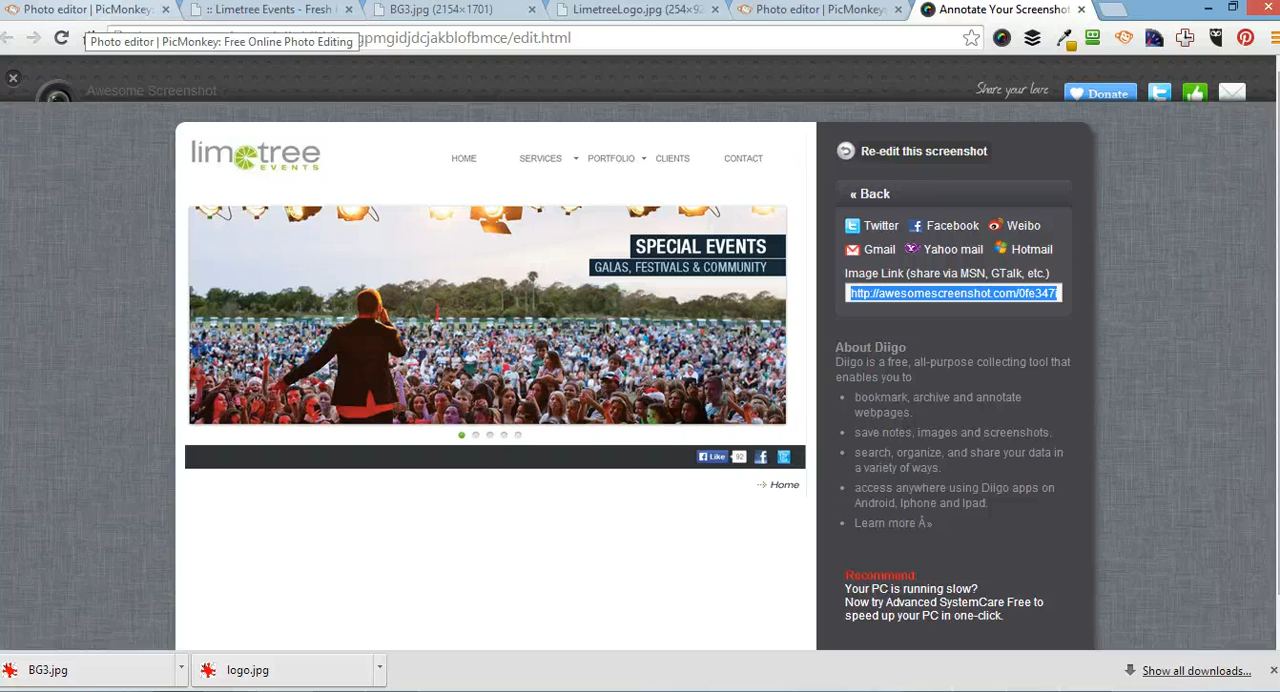 Photo editor | PicMonkey:
:: Limetree Events - Fresh
BG3.jpg (2154×1701)
LimetreeLogo.jpg (254×92
Photo editor | PicMonkey:
Annotate Your Screenshot
Photo editor | PicMonkey: Free Online Photo Editing
pmgidjdcjakblofbmce/edit.html
Awesome Screenshot
Share your love
Donate
limetree
EVENTS
HOME
SERVICES
PORTFOLIO
CLIENTS
CONTACT
SPECIAL EVENTS
GALAS, FESTIVALS & COMMUNITY
Like
92
Home
Re-edit this screenshot
« Back
Twitter Facebook Weibo
Gmail Yahoo mail Hotmail
Image Link (share via MSN, GTalk, etc.)
http://awesomescreenshot.com/0fe347
About Diigo
Diigo is a free, all-purpose collecting tool that
enables you to
• bookmark, archive and annotate
webpages.
• save notes, images and screenshots.
• search, organize, and share your data in
a variety of ways.
• access anywhere using Diigo apps on
Android, Iphone and Ipad.
• Learn more Â»
Recommend:
Your PC is running slow?
Now try Advanced SystemCare Free to
speed up your PC in one-click.
BG3.jpg
logo.jpg
Show all downloads...